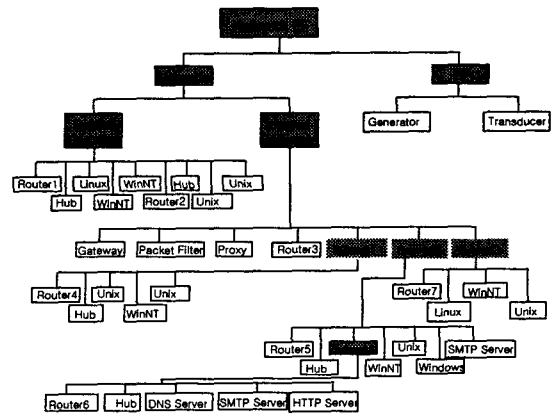 Generator
Transducer
Router1
Linux
WinNT
Hub
Unix
Hub
WinNT
Router2
Unix
Gateway
Packet Filter
Proxy
Router3
Router4
Unix
Unix
Hub
WinNT
Router7
WinNT
Linux
Unix
Router5
Unix
SMTP Server
Hub
WinNT
Windows
Router6
Hub
DNS Server
SMTP Server
HTTP Server